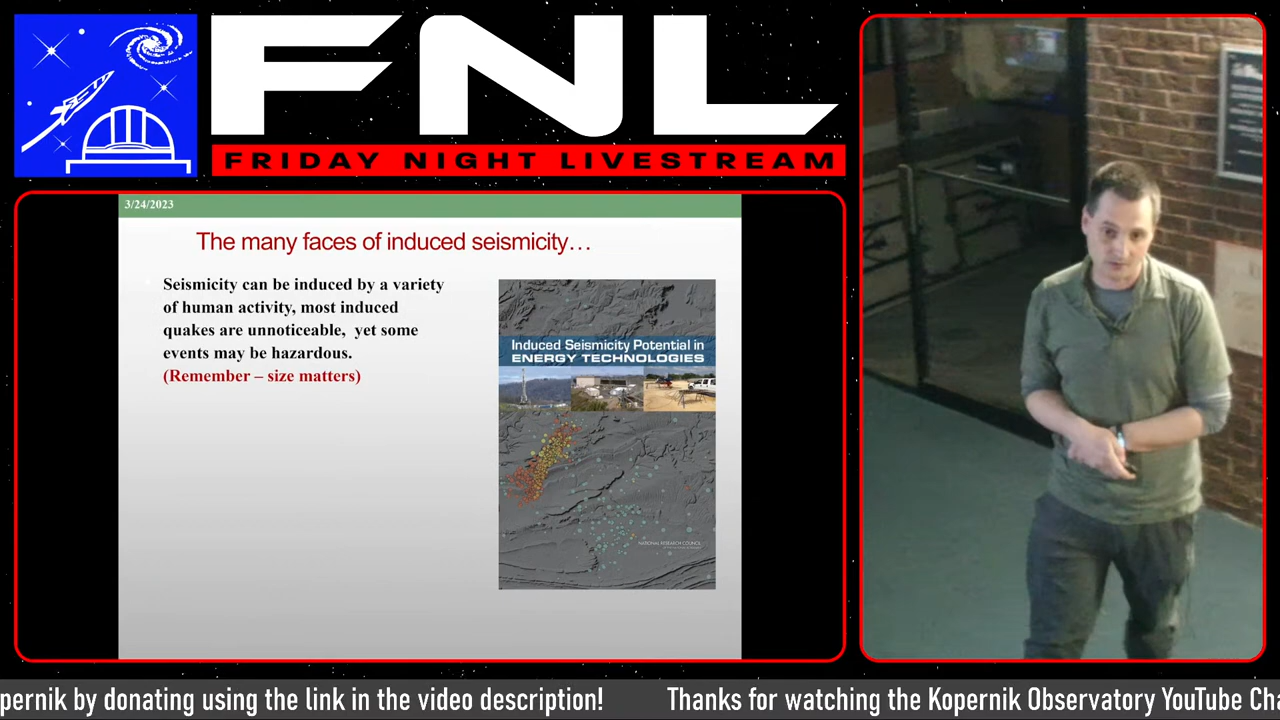 FNL
FRIDAY NIGHT LIVESTREAM
3/24/2023
The many faces of induced seismicity…
Seismicity can be induced by a variety
of human activity, most induced
quakes are unnoticeable, yet some
events may be hazardous.
(Remember – size matters)
Induced Seismicity Potential in
ENERGY TECHNOLOGIES
NATIONAL RESEARCH COUNCIL
pernik by donating using the link in the video description! Thanks for watching the Kopernik Observatory YouTube Cha